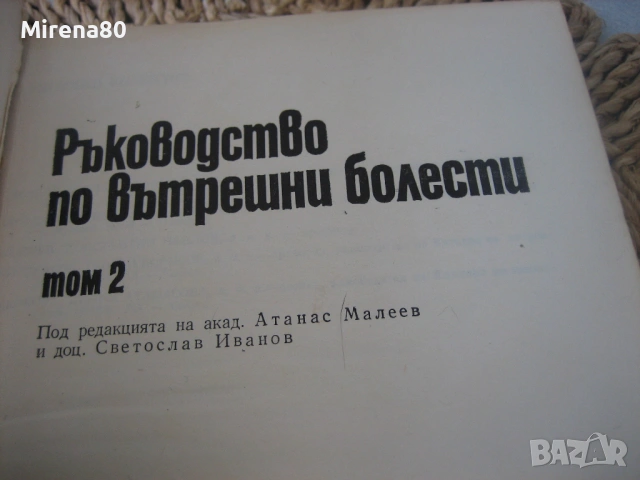 Mirena80
Ръководство
по вътрешни болести
том 2
Под редакцията на акад. Атанас Малеев
и доц. Светослав Иванов
BAZAR